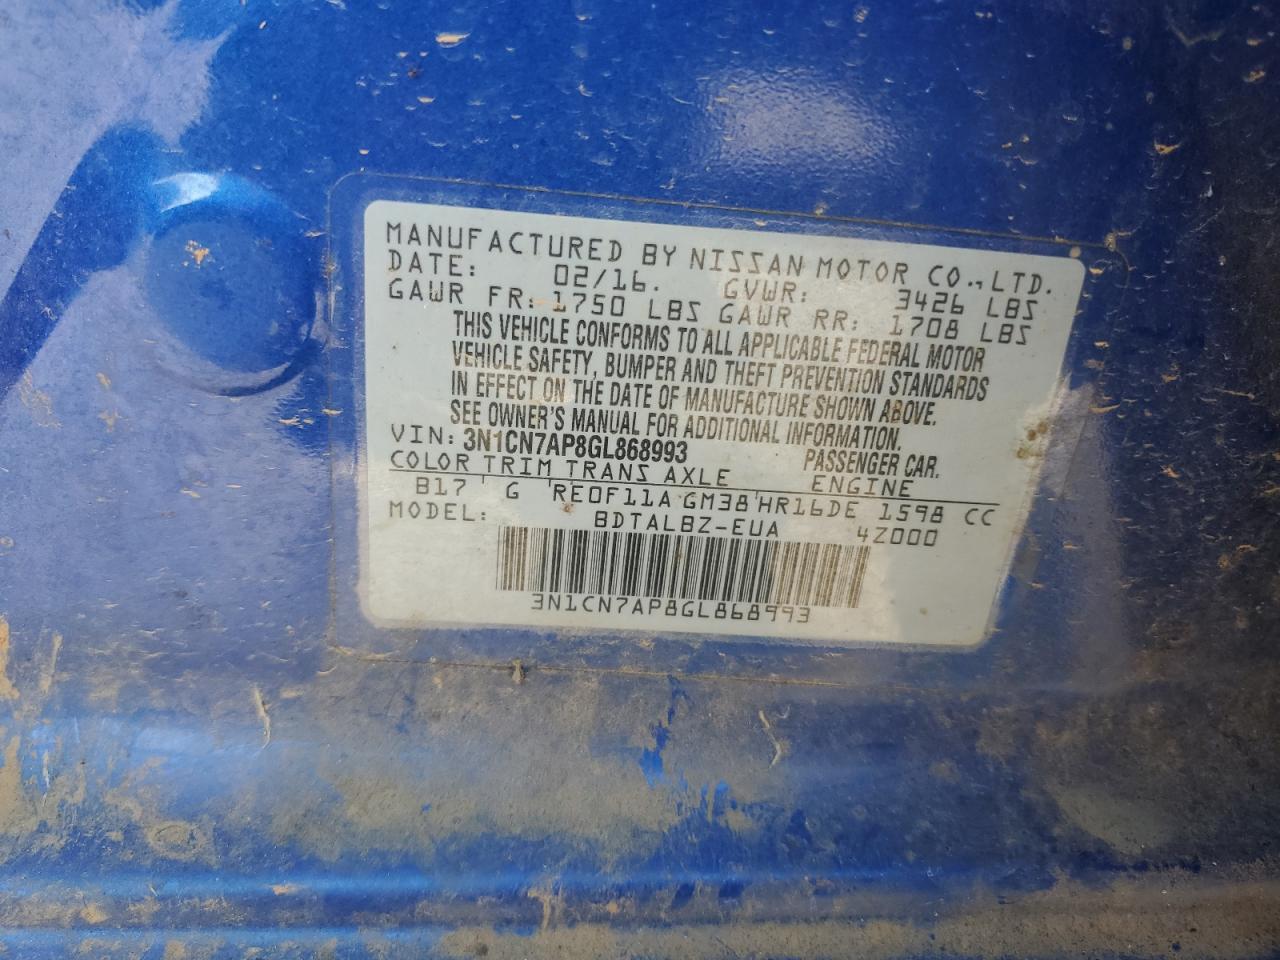 MANUFACTURED BY NISSAN MOTOR CO., LTD.
DATE: 02/16. GVWR: 3426 LBS
GAWR FR: 1750 LBS GAWR RR: 1708 LBS
THIS VEHICLE CONFORMS TO ALL APPLICABLE FEDERAL MOTOR
VEHICLE SAFETY, BUMPER AND THEFT PREVENTION STANDARDS
IN EFFECT ON THE DATE OF MANUFACTURE SHOWN ABOVE.
SEE OWNER'S MANUAL FOR ADDITIONAL INFORMATION.
VIN: 3N1CN7AP8GL868993 PASSENGER CAR.
COLOR TRIM TRANS AXLE ENGINE
B17 G RE0F11A GM38 HR16DE 1598 CC
MODEL: BDTALBZ-EUA 4Z000
3N1CN7AP8GL868993